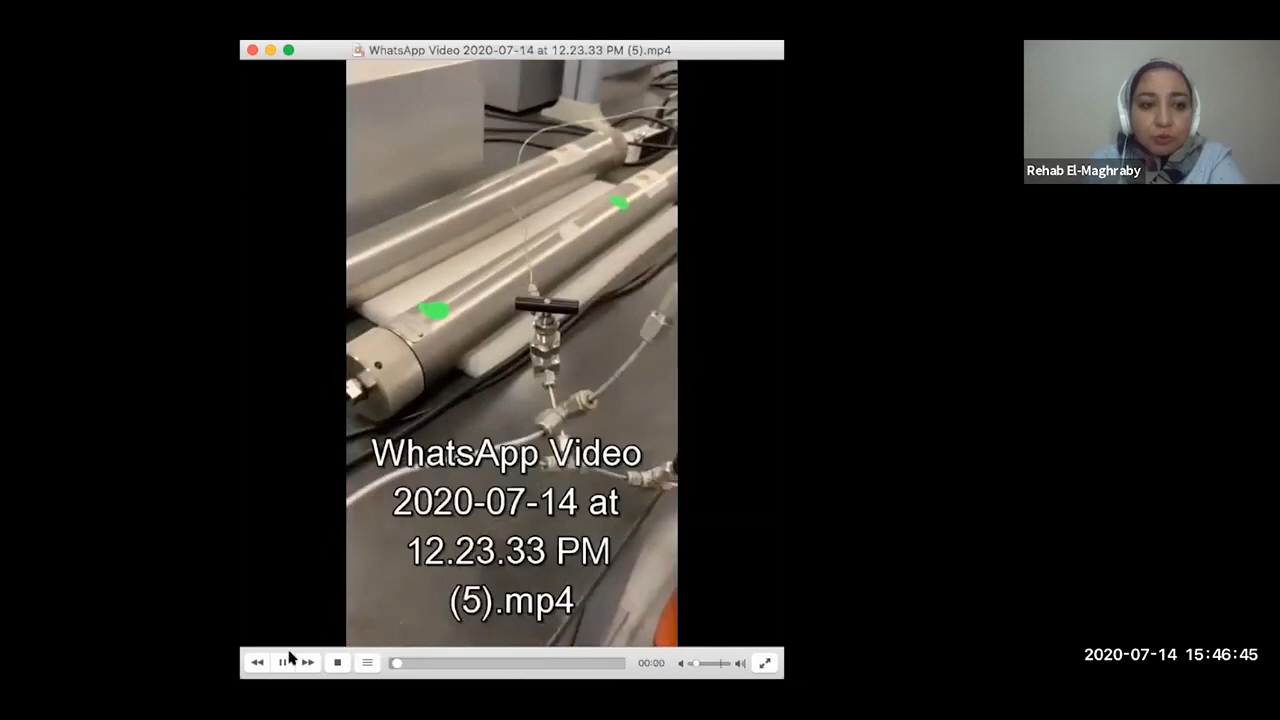 WhatsApp Video 2020-07-14 at 12.23.33 PM (5).mp4
Rehab El-Maghraby
WhatsApp Video
2020-07-14 at
12.23.33 PM
(5).mp4
00:00
2020-07-14 15:46:45